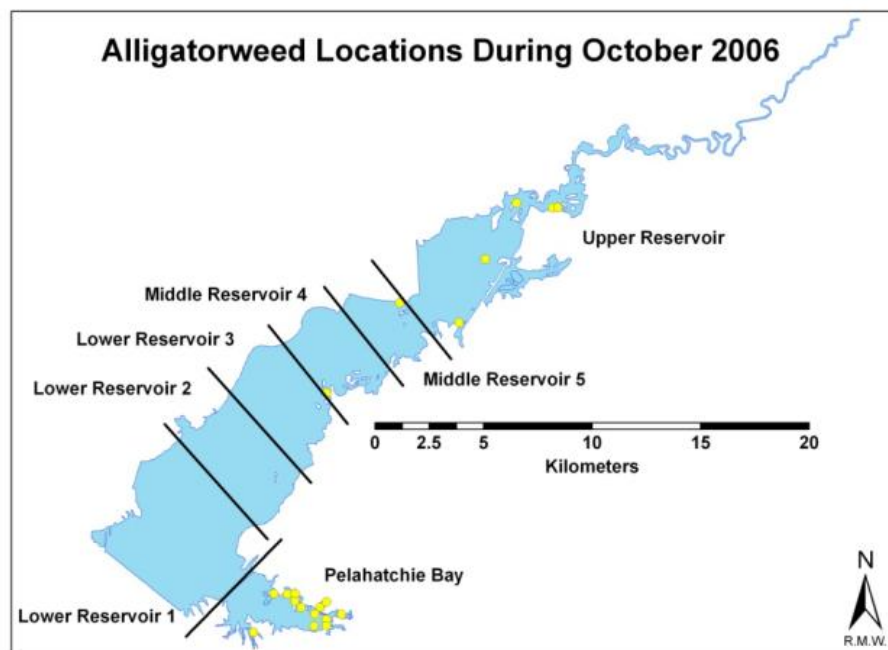 Alligatorweed Locations During October 2006
Upper Reservoir
Middle Reservoir 4
Lower Reservoir 3
Middle Reservoir 5
Lower Reservoir 2
0 2.5 5 10 15 20
Kilometers
Pelahatchie Bay
Lower Reservoir 1
N
R.M.W.